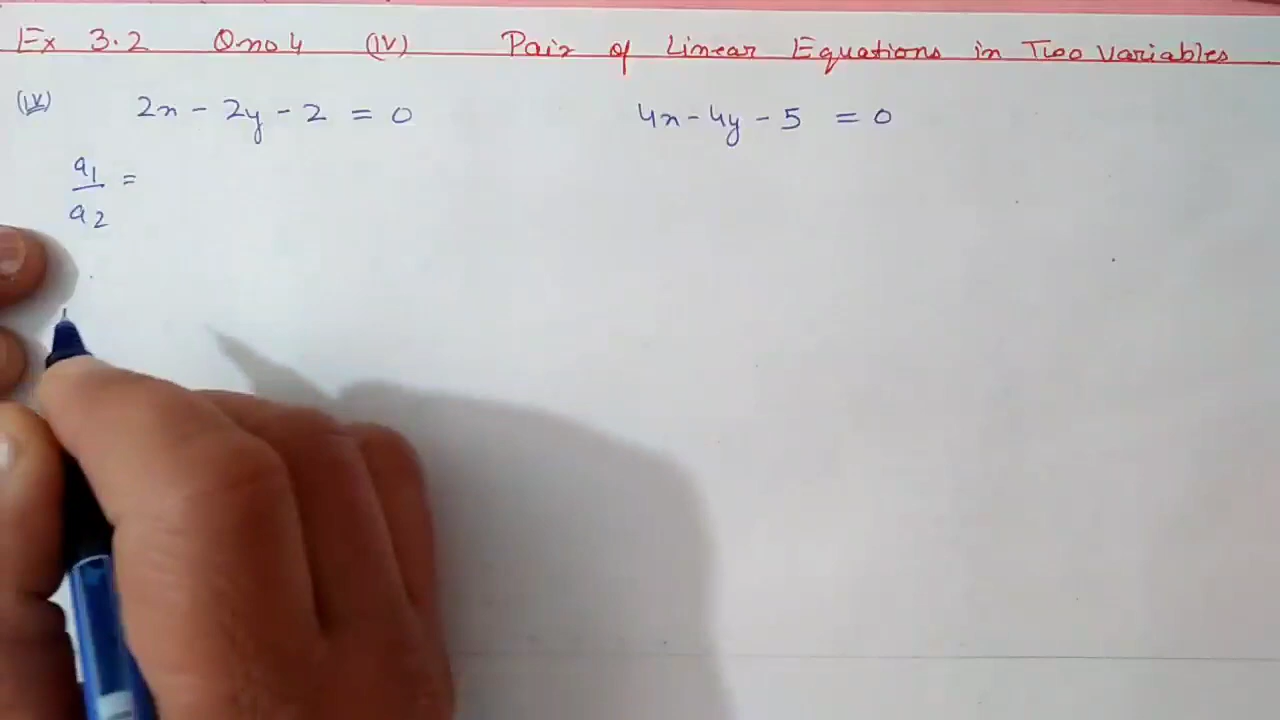 Ex 3.2 Qno 4 (IV) Pair of Linear Equations in Two Variables
(iv) 2x - 2y - 2 = 0 4x - 4y - 5 = 0
a1
— =
a2